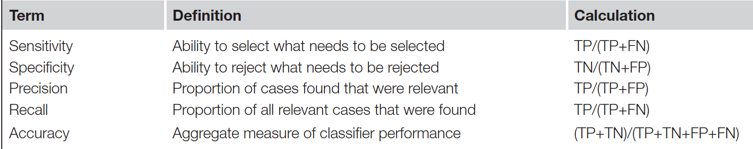 Term Definition Calculation
Sensitivity Ability to select what needs to be selected TP/(TP+FN)
Specificity Ability to reject what needs to be rejected TN/(TN+FP)
Precision Proportion of cases found that were relevant TP/(TP+FP)
Recall Proportion of all relevant cases that were found TP/(TP+FN)
Accuracy Aggregate measure of classifier performance (TP+TN)/(TP+TN+FP+FN)